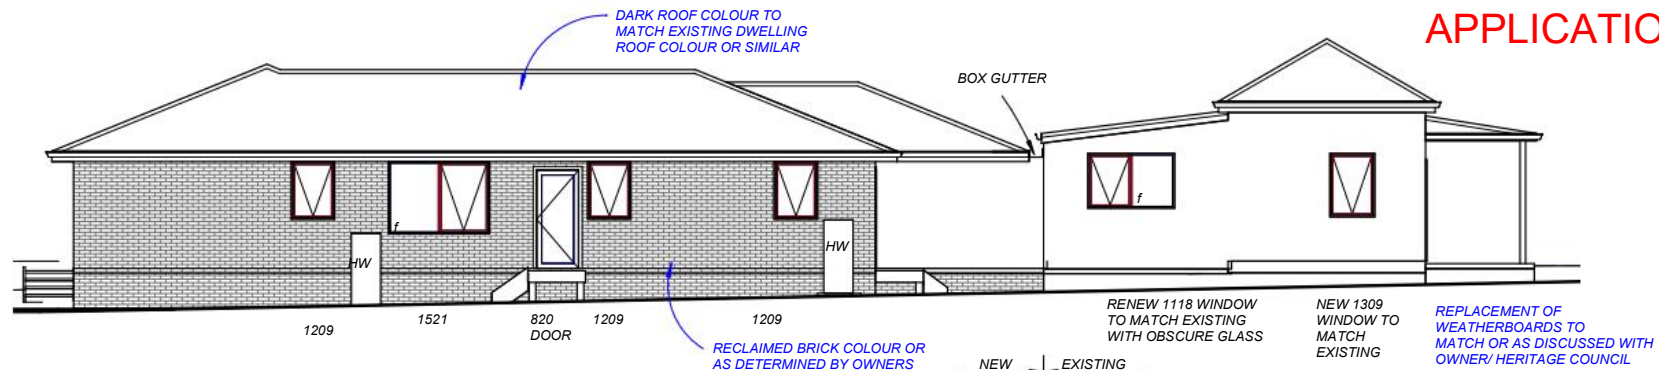 DARK ROOF COLOUR TO
MATCH EXISTING DWELLING
ROOF COLOUR OR SIMILAR
APPLICATIO
BOX GUTTER
f
f
HW
HW
1209
1521
820
DOOR
1209
1209
RECLAIMED BRICK COLOUR OR
AS DETERMINED BY OWNERS
RENEW 1118 WINDOW
TO MATCH EXISTING
WITH OBSCURE GLASS
NEW 1309
WINDOW TO
MATCH
EXISTING
REPLACEMENT OF
WEATHERBOARDS TO
MATCH OR AS DISCUSSED WITH
OWNER/ HERITAGE COUNCIL
NEW
EXISTING